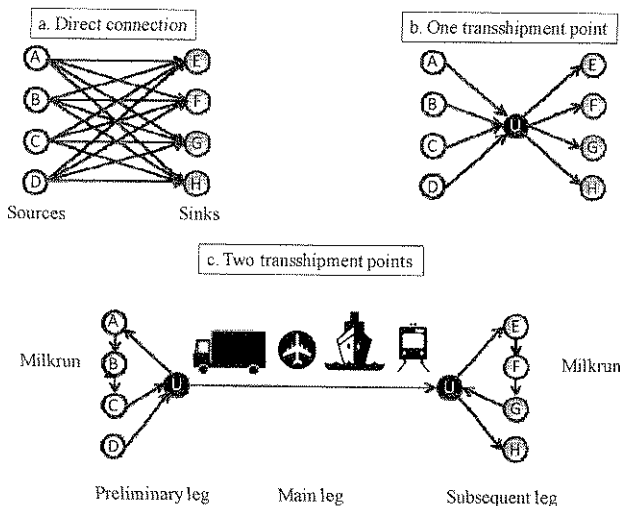 a. Direct connection
A
B
C
D
E
F
G
H
Sources
Sinks
b. One transshipment point
A
B
C
D
U
E
F
G
H
c. Two transshipment points
Milkrun
A
B
C
D
U
U
E
F
G
H
Milkrun
Preliminary leg
Main leg
Subsequent leg